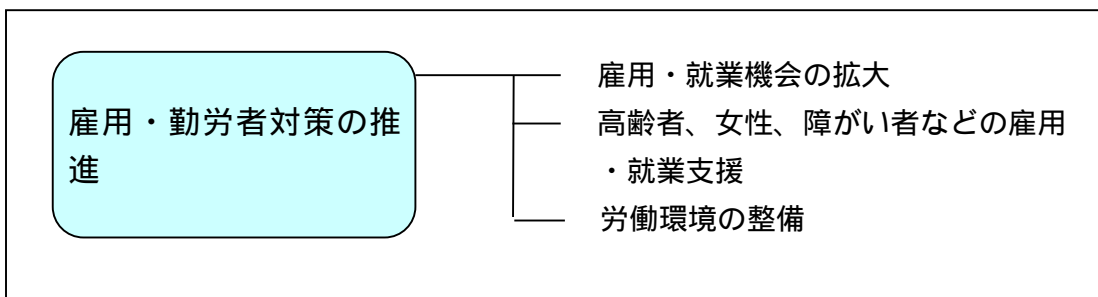 雇用・勤労者対策の推
進
雇用・就業機会の拡大
高齢者、女性、障がい者などの雇用
・就業支援
労働環境の整備